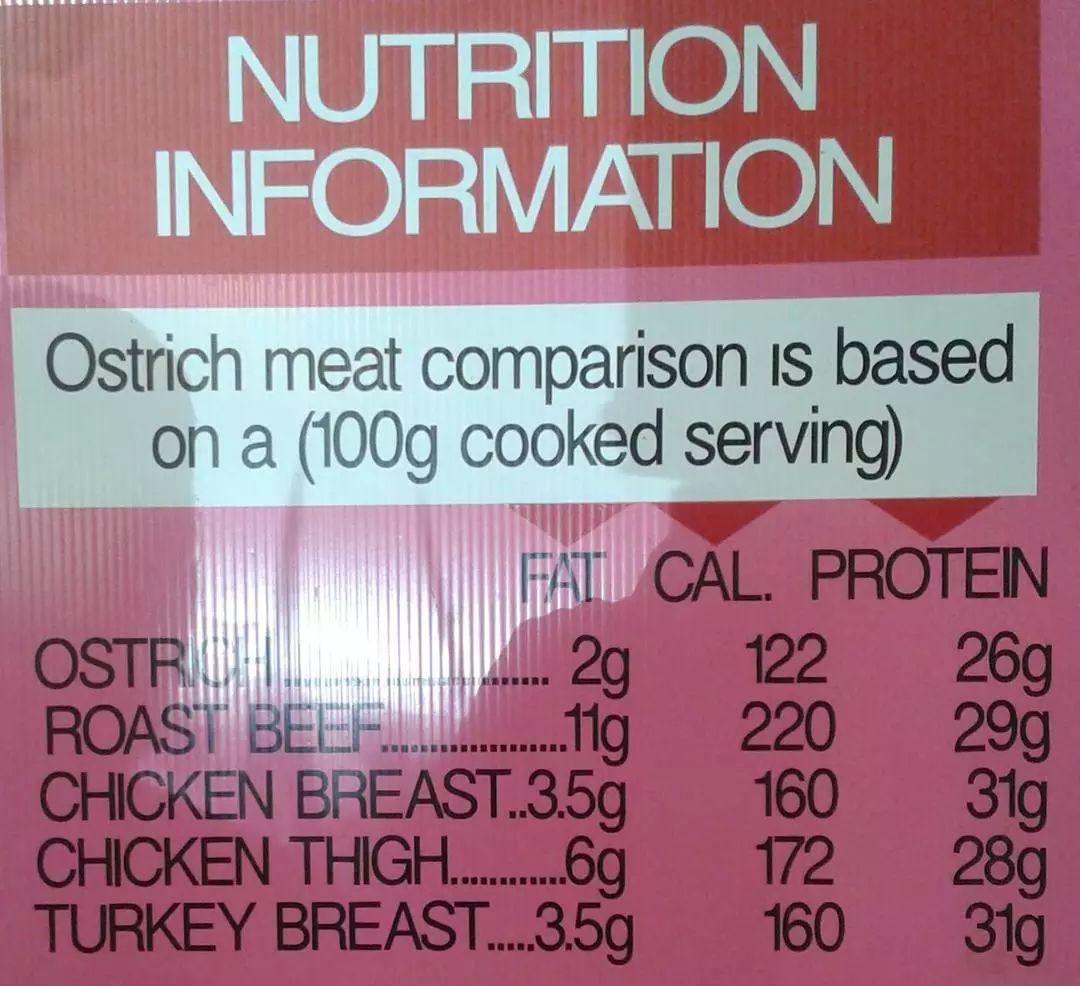 NUTRITION
INFORMATION
Ostrich meat comparison is based
on a (100g cooked serving)
FAT CAL. PROTEIN
OSTRICH.................... 2g 122 26g
ROAST BEEF....................11g 220 29g
CHICKEN BREAST..3.5g 160 31g
CHICKEN THIGH............6g 172 28g
TURKEY BREAST.....3.5g 160 31g